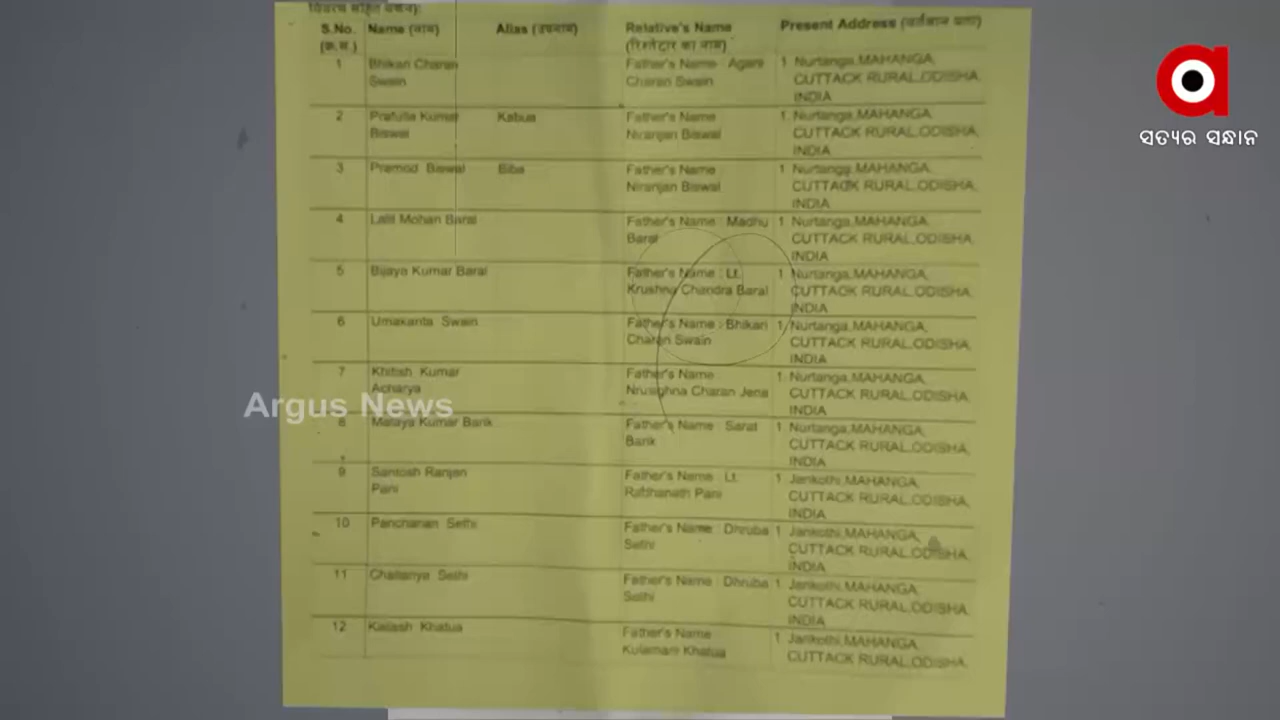 विवरण सहित वर्णन):
S.No. Name (नाम) Alias (उपनाम) Relative's Name Present Address (वर्तमान पता)
(क्र.सं.) (रिश्तेदार का नाम)
1 Bhikari Charan Father's Name : Agani 1 Nurtanga,MAHANGA,
Swain Charan Swain CUTTACK RURAL,ODISHA,
INDIA
2 Prafulla Kumar Kabua Father's Name 1 Nurtanga,MAHANGA,
Biswal Niranjan Biswal CUTTACK RURAL,ODISHA,
INDIA
3 Pramod Biswal Biba Father's Name : 1 Nurtanga,MAHANGA,
Niranjan Biswal CUTTACK RURAL,ODISHA,
INDIA
4 Lalit Mohan Baral Father's Name : Madhu 1 Nurtanga,MAHANGA,
Baral CUTTACK RURAL,ODISHA,
INDIA
5 Bijaya Kumar Baral Father's Name : Lt. 1 Nurtanga,MAHANGA,
Krushna Chandra Baral CUTTACK RURAL,ODISHA,
INDIA
6 Umakanta Swain Father's Name : Bhikari 1 Nurtanga,MAHANGA,
Charan Swain CUTTACK RURAL,ODISHA,
INDIA
7 Khitish Kumar Father's Name 1 Nurtanga,MAHANGA,
Acharya Nrusinghna Charan Jena CUTTACK RURAL,ODISHA,
INDIA
8 Malaya Kumar Barik Father's Name : Sarat 1 Nurtanga,MAHANGA,
Barik CUTTACK RURAL,ODISHA,
INDIA
9 Santosh Ranjan Father's Name : Lt. 1 Jankothi,MAHANGA,
Pani Pani CUTTACK RURAL,ODISHA,
INDIA
10 Panchanan Sethi Father's Name : Dhruba 1 Jankothi,MAHANGA,
Sethi CUTTACK RURAL,ODISHA,
INDIA
11 Chaitanya Sethi Father's Name : Dhruba 1 Jankothi,MAHANGA,
Sethi CUTTACK RURAL,ODISHA,
INDIA
12 Kailash Khatua Father's Name 1 Jankothi,MAHANGA,
Kulamani Khatua CUTTACK RURAL,ODISHA,
Argus News
ସତ୍ୟର ସନ୍ଧାନ